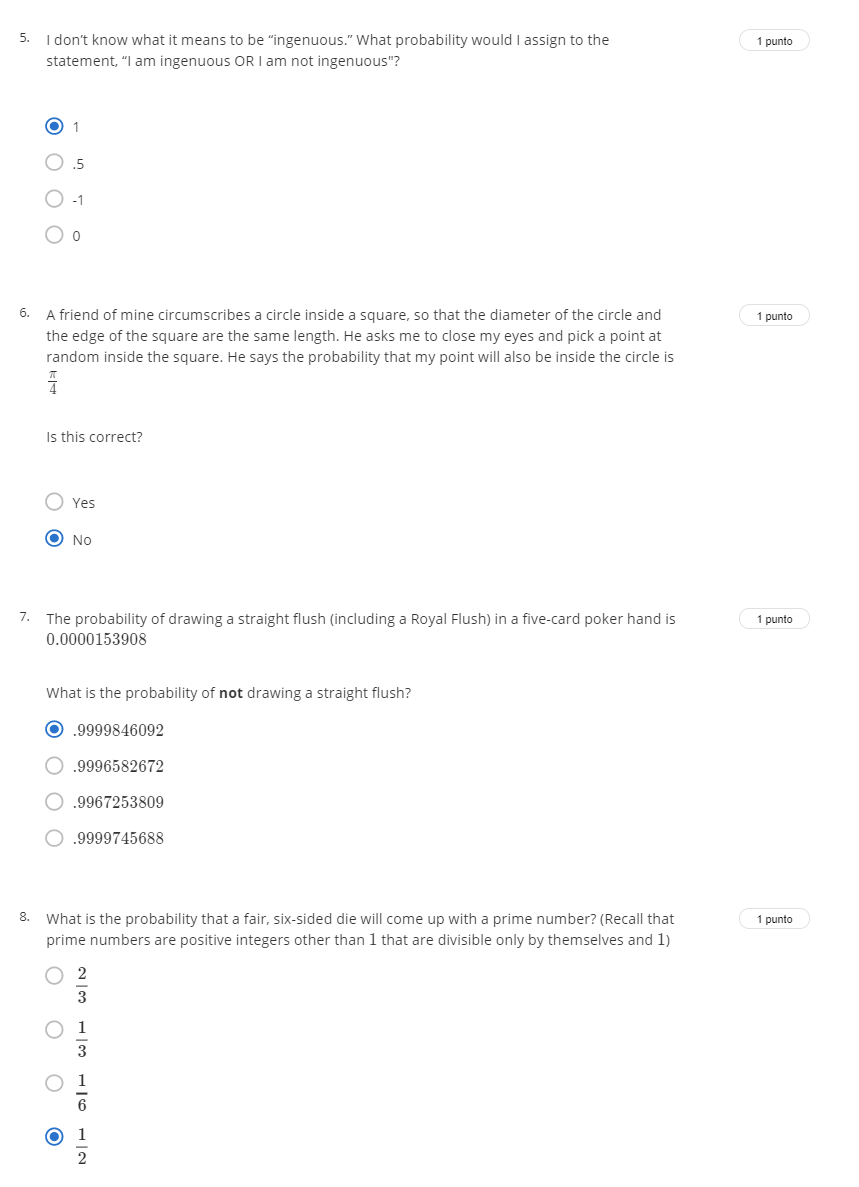 5. I don't know what it means to be “ingenuous.” What probability would I assign to the
1 punto
statement, “I am ingenuous OR I am not ingenuous"?
1
.5
-1
0
6. A friend of mine circumscribes a circle inside a square, so that the diameter of the circle and
1 punto
the edge of the square are the same length. He asks me to close my eyes and pick a point at
random inside the square. He says the probability that my point will also be inside the circle is
π/4
Is this correct?
Yes
No
7. The probability of drawing a straight flush (including a Royal Flush) in a five-card poker hand is
1 punto
0.0000153908
What is the probability of not drawing a straight flush?
.9999846092
.9996582672
.9967253809
.9999745688
8. What is the probability that a fair, six-sided die will come up with a prime number? (Recall that
1 punto
prime numbers are positive integers other than 1 that are divisible only by themselves and 1)
2/3
1/3
1/6
1/2